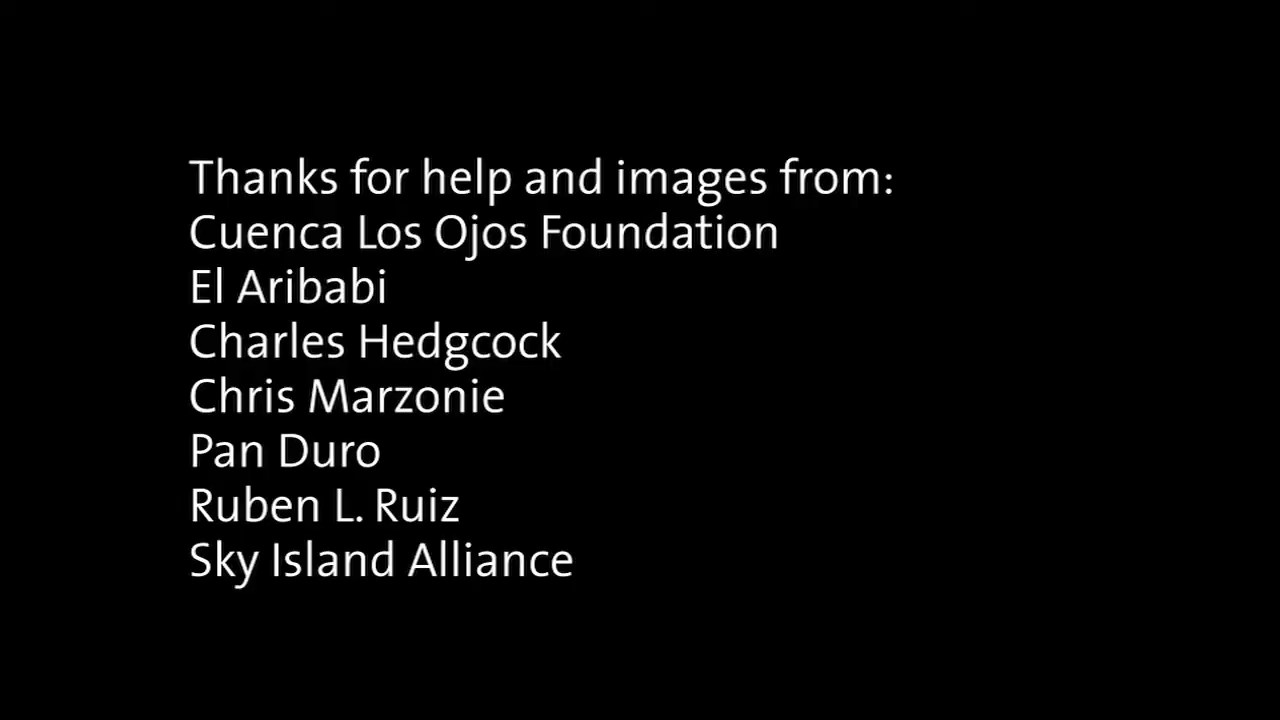 Thanks for help and images from:
Cuenca Los Ojos Foundation
El Aribabi
Charles Hedgcock
Chris Marzonie
Pan Duro
Ruben L. Ruiz
Sky Island Alliance